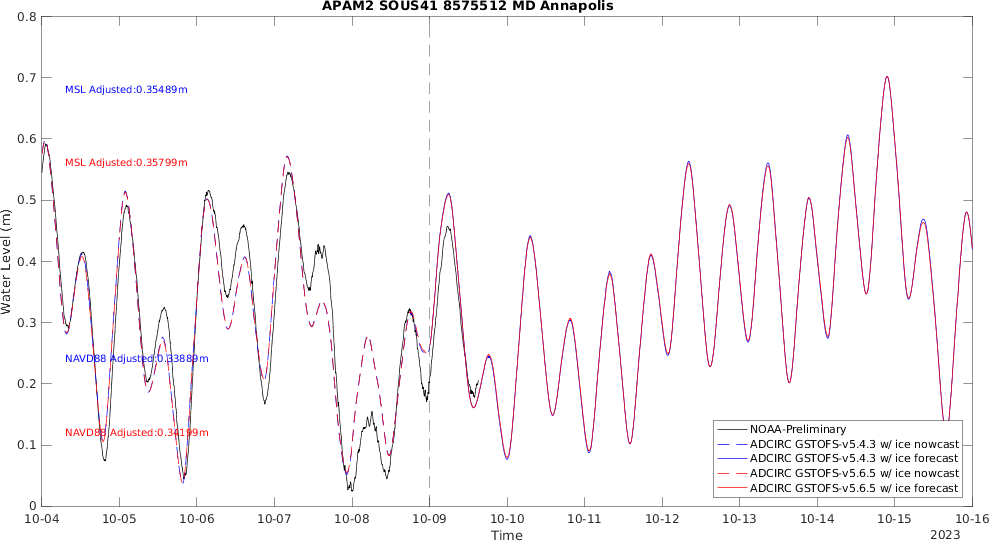 APAM2 SOUS41 8575512 MD Annapolis
0.8
0.7
0.6
0.5
0.4
0.3
0.2
0.1
0
Water Level (m)
MSL Adjusted:0.35489m
MSL Adjusted:0.35799m
NAVD88 Adjusted:0.33889m
NAVD88 Adjusted:0.34199m
NOAA-Preliminary
ADCIRC GSTOFS-v5.4.3 w/ ice nowcast
ADCIRC GSTOFS-v5.4.3 w/ ice forecast
ADCIRC GSTOFS-v5.6.5 w/ ice nowcast
ADCIRC GSTOFS-v5.6.5 w/ ice forecast
10-04 10-05 10-06 10-07 10-08 10-09 10-10 10-11 10-12 10-13 10-14 10-15 10-16
Time
2023